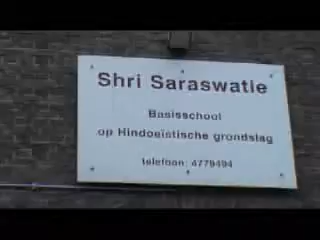 Shri Saraswatie
Basisschool
op Hindoeïstische grondslag
telefoon: 4779494